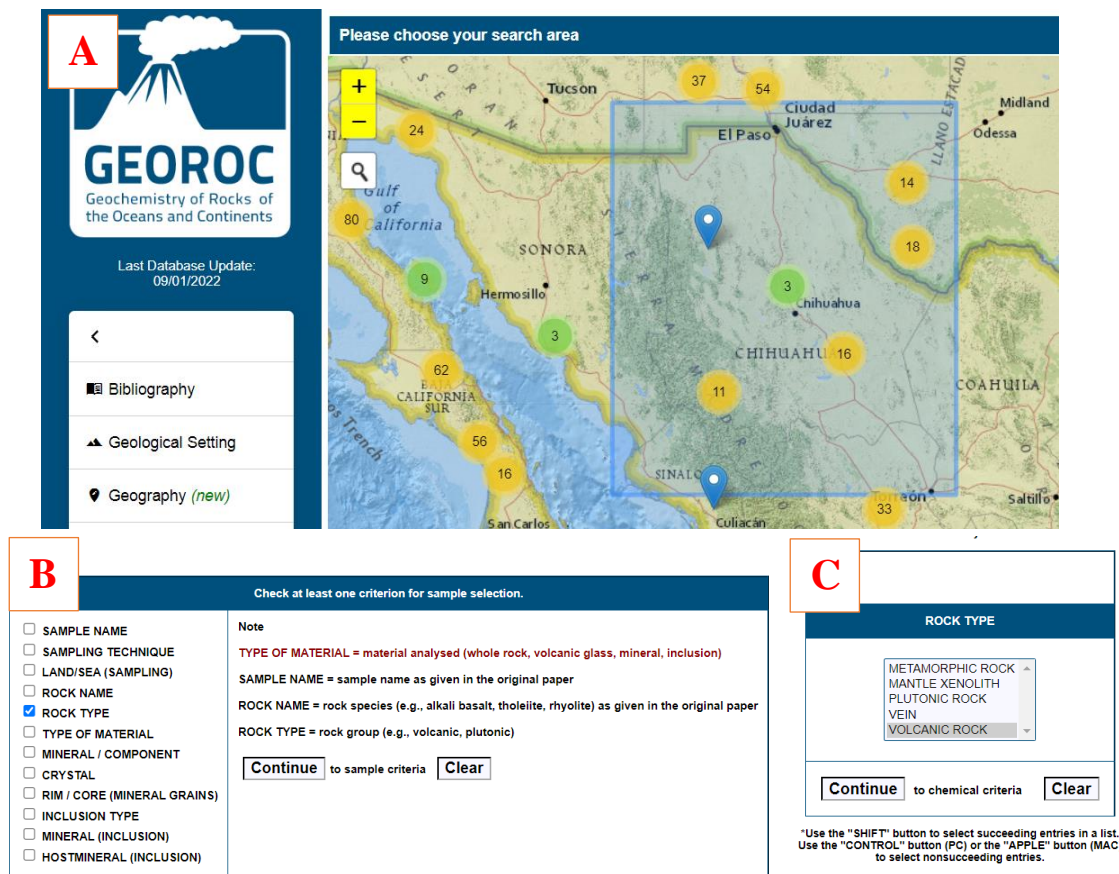 A
GEOROC
Geochemistry of Rocks of
the Oceans and Continents
Last Database Update:
09/01/2022
Bibliography
Geological Setting
Geography (new)
Please choose your search area
+
−
37
54
Tucson
Midland
Ciudad
Juárez
Odessa
El Paso
LLANO ESTACAD
24
14
Gulf
of
California
80
18
SONORA
9
3
Hermosillo
Chihuahua
3
CHIHUAHUA
16
62
BAJA
CALIFORNIA
SUR
11
COAHUILA
56
16
SINALO
Torreón
Saltillo
33
San Carlos
Culiacán
os Trench
SIERRA MADRE
DESERT
B
Check at least one criterion for sample selection.
SAMPLE NAME
SAMPLING TECHNIQUE
LAND/SEA (SAMPLING)
ROCK NAME
ROCK TYPE
TYPE OF MATERIAL
MINERAL / COMPONENT
CRYSTAL
RIM / CORE (MINERAL GRAINS)
INCLUSION TYPE
MINERAL (INCLUSION)
HOSTMINERAL (INCLUSION)
Note
TYPE OF MATERIAL = material analysed (whole rock, volcanic glass, mineral, inclusion)
SAMPLE NAME = sample name as given in the original paper
ROCK NAME = rock species (e.g., alkali basalt, tholeiite, rhyolite) as given in the original paper
ROCK TYPE = rock group (e.g., volcanic, plutonic)
Continue to sample criteria Clear
C
ROCK TYPE
METAMORPHIC ROCK
MANTLE XENOLITH
PLUTONIC ROCK
VEIN
VOLCANIC ROCK
Continue to chemical criteria Clear
*Use the "SHIFT" button to select succeeding entries in a list.
Use the "CONTROL" button (PC) or the "APPLE" button (MAC
to select nonsucceeding entries.